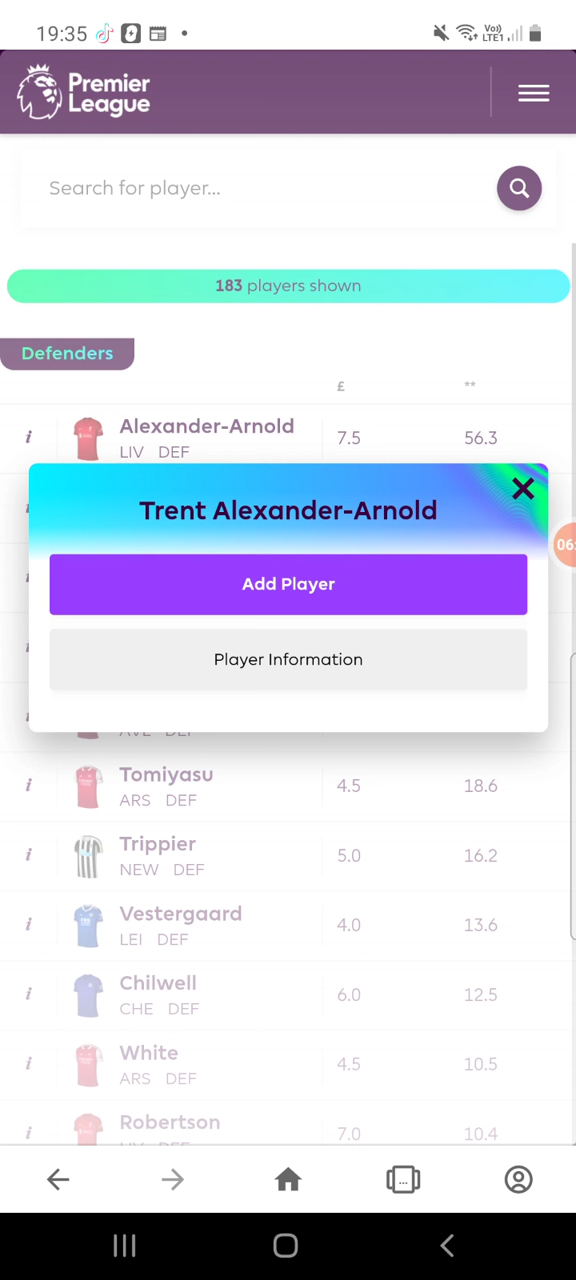 19:35
Vo))
LTE1
Premier
League
Search for player...
183 players shown
Defenders
£ **
i Alexander-Arnold 7.5 56.3
LIV DEF
Trent Alexander-Arnold
06:
Add Player
Player Information
i Tomiyasu 4.5 18.6
ARS DEF
i Trippier 5.0 16.2
NEW DEF
i Vestergaard 4.0 13.6
LEI DEF
i Chilwell 6.0 12.5
CHE DEF
i White 4.5 10.5
ARS DEF
i Robertson 7.0 10.4